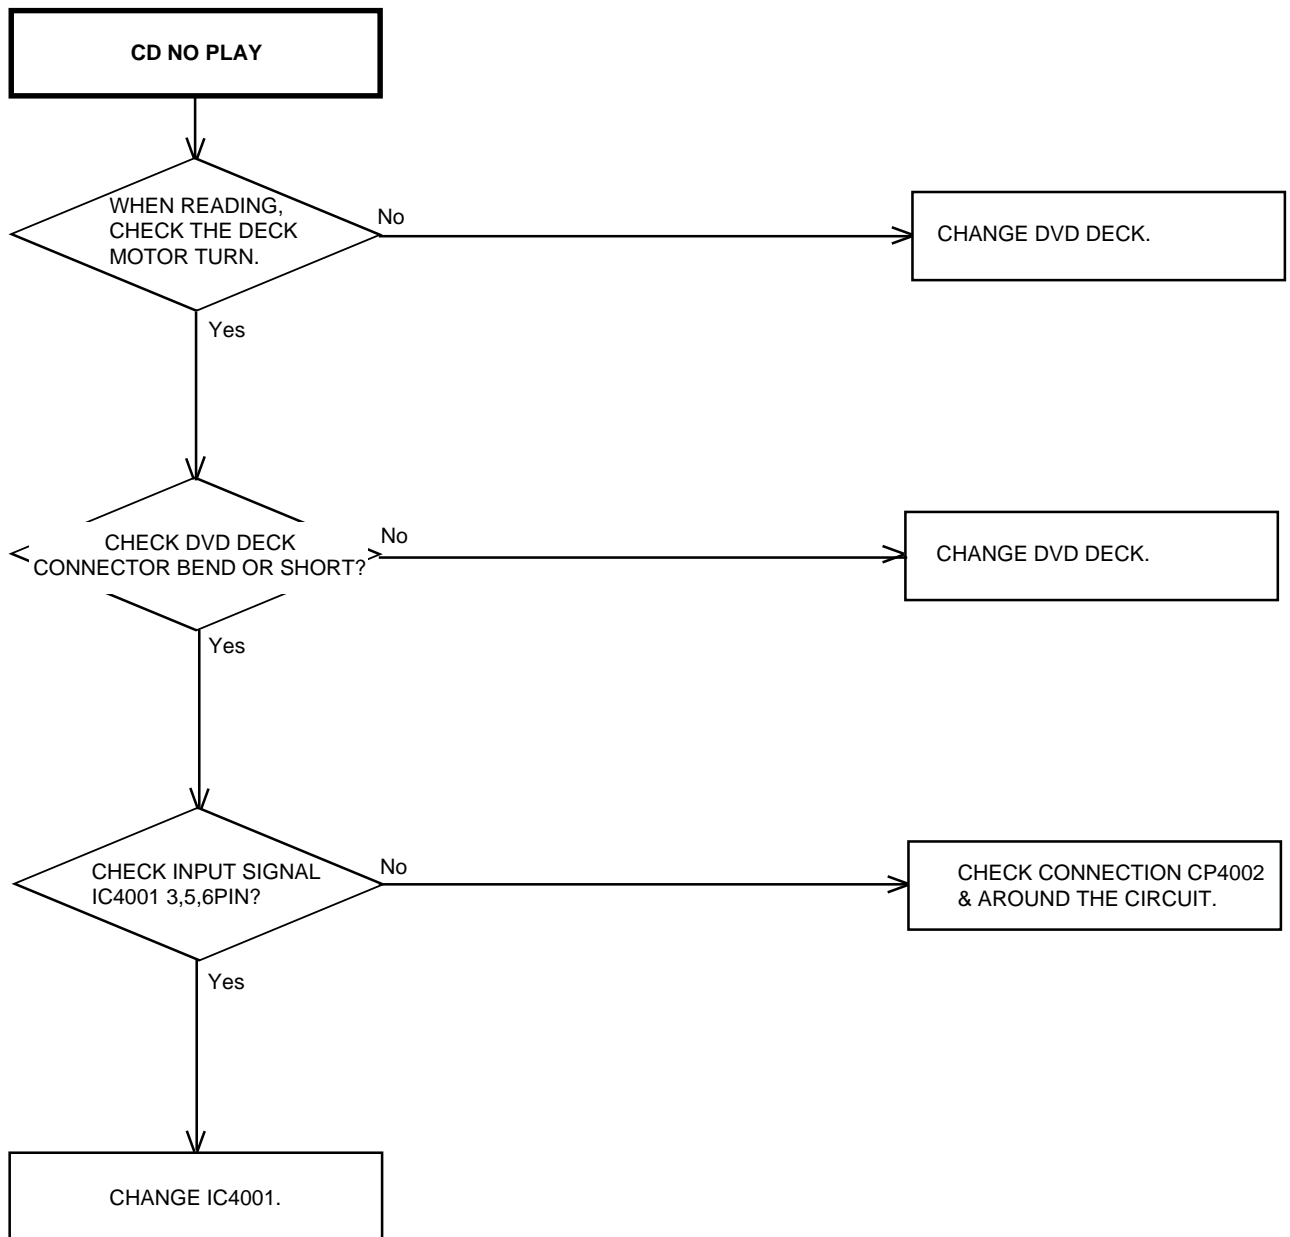 CD NO PLAY
WHEN READING,
CHECK THE DECK
MOTOR TURN.
No
CHANGE DVD DECK.
Yes
CHECK DVD DECK
CONNECTOR BEND OR SHORT?
No
CHANGE DVD DECK.
Yes
CHECK INPUT SIGNAL
IC4001 3,5,6PIN?
No
CHECK CONNECTION CP4002
& AROUND THE CIRCUIT.
Yes
CHANGE IC4001.